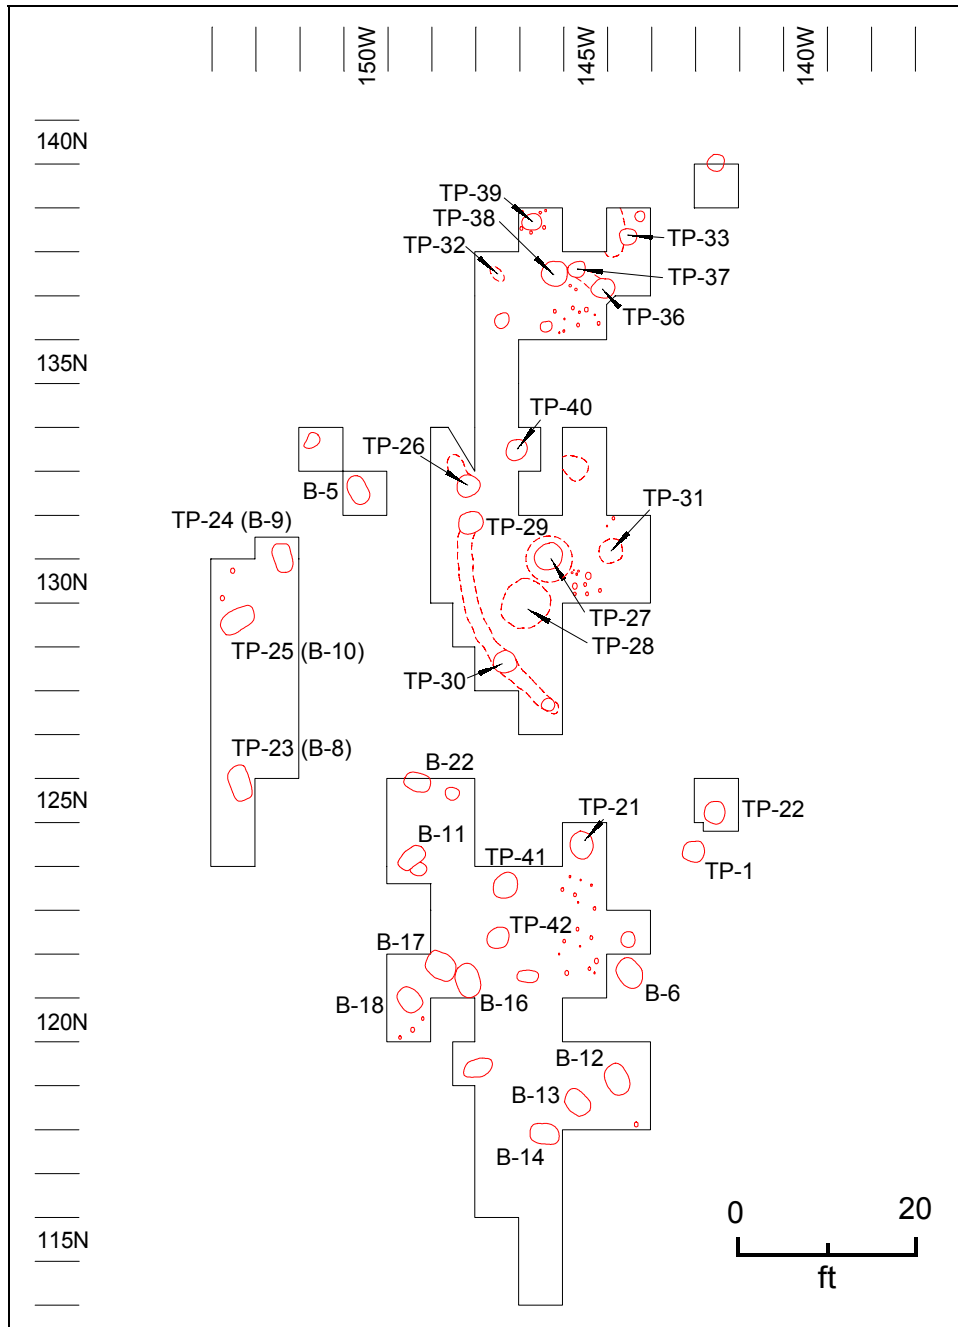 150W
145W
140W
140N
TP-39
TP-38
TP-32
TP-33
TP-37
TP-36
135N
TP-40
TP-26
B-5
TP-31
TP-24 (B-9)
TP-29
130N
TP-27
TP-28
TP-25 (B-10)
TP-30
TP-23 (B-8)
B-22
125N
TP-21
TP-22
B-11
TP-41
TP-1
TP-42
B-17
B-6
B-18
B-16
120N
B-12
B-13
B-14
0 20
115N
ft